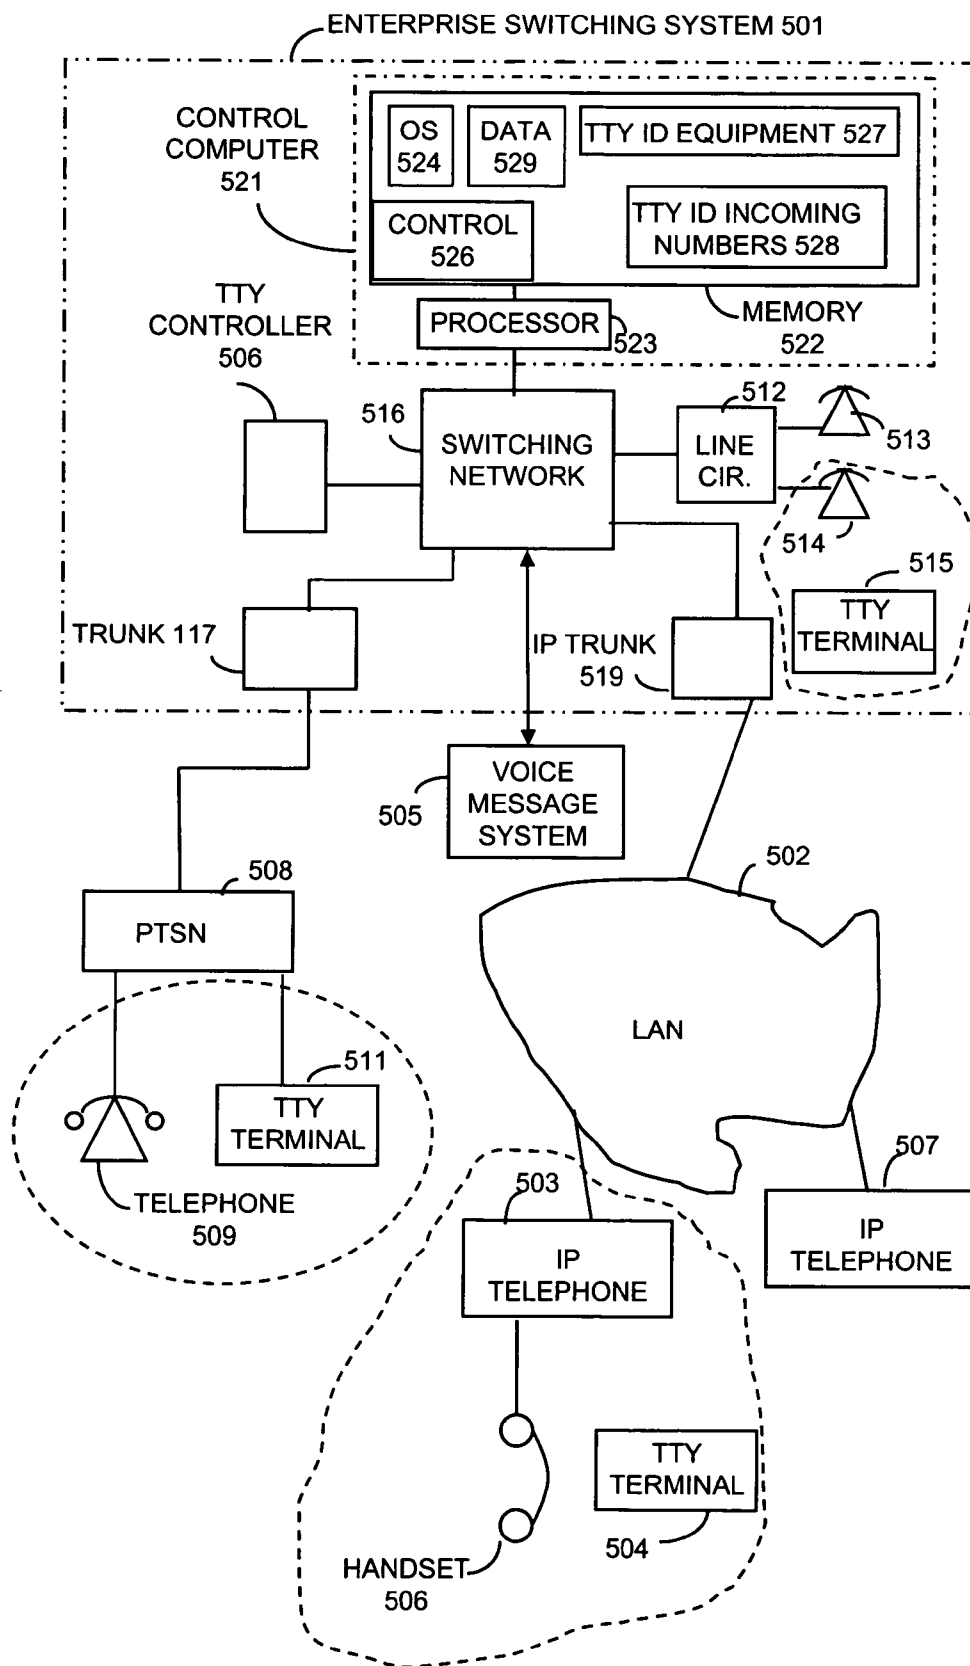 ENTERPRISE SWITCHING SYSTEM 501
CONTROL
COMPUTER
521
OS
524
DATA
529
TTY ID EQUIPMENT 527
CONTROL
526
TTY ID INCOMING
NUMBERS 528
PROCESSOR
523
MEMORY
522
TTY
CONTROLLER
506
516
SWITCHING
NETWORK
512
LINE
CIR.
513
514
515
TTY
TERMINAL
TRUNK 117
IP TRUNK
519
505
VOICE
MESSAGE
SYSTEM
508
PTSN
502
LAN
511
TTY
TERMINAL
TELEPHONE
509
503
IP
TELEPHONE
507
IP
TELEPHONE
TTY
TERMINAL
504
HANDSET
506